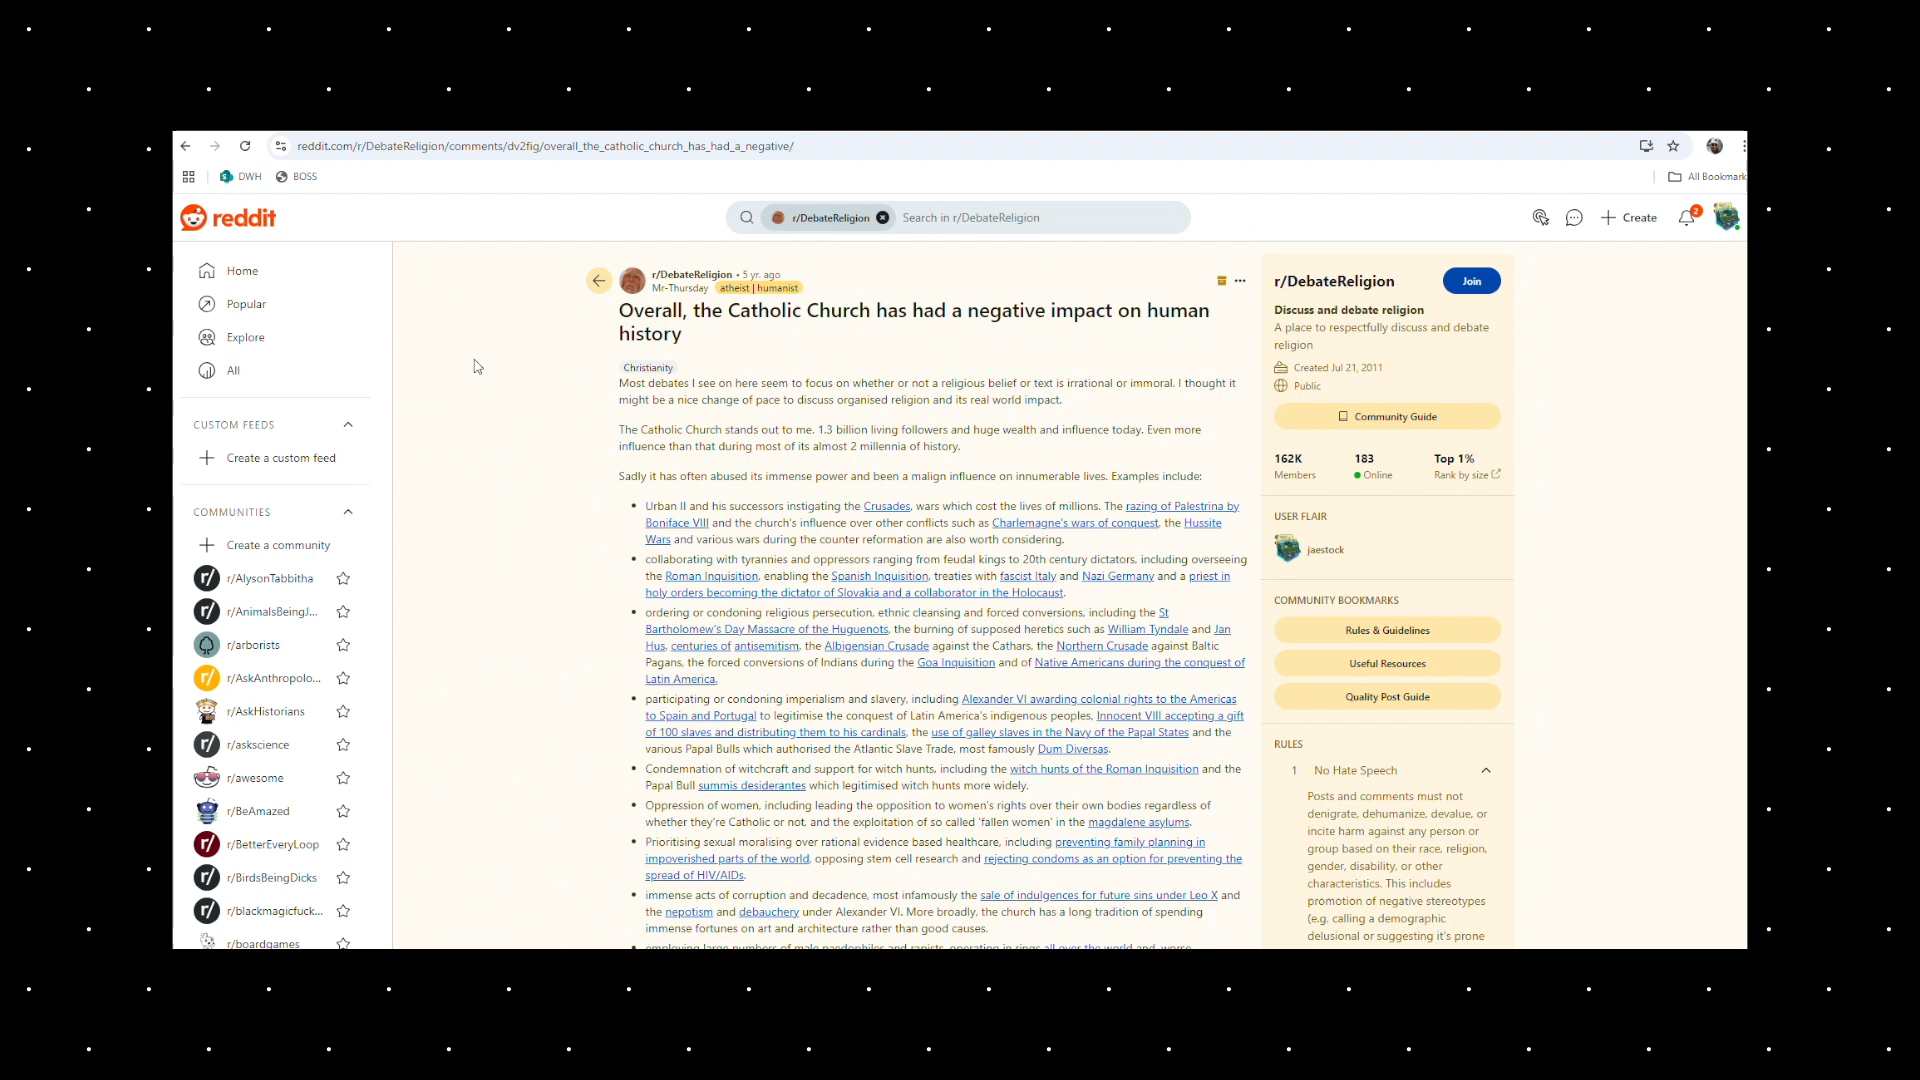 reddit.com/r/DebateReligion/comments/dv2fig/overall_the_catholic_church_has_had_a_negative/
DWH
BOSS
All Bookmark
reddit
r/DebateReligion
Search in r/DebateReligion
Create
2
Home
Popular
Explore
All
CUSTOM FEEDS
Create a custom feed
COMMUNITIES
Create a community
r/AlysonTabbitha
r/AnimalsBeingJ...
r/arborists
r/AskAnthropolo...
r/AskHistorians
r/askscience
r/awesome
r/BeAmazed
r/BetterEveryLoop
r/BirdsBeingDicks
r/blackmagicfuck...
r/boardgames
r/DebateReligion • 5 yr. ago
Mr-Thursday atheist | humanist
Overall, the Catholic Church has had a negative impact on human
history
Christianity
Most debates I see on here seem to focus on whether or not a religious belief or text is irrational or immoral. I thought it
might be a nice change of pace to discuss organised religion and its real world impact.
The Catholic Church stands out to me. 1.3 billion living followers and huge wealth and influence today. Even more
influence than that during most of its almost 2 millennia of history.
Sadly it has often abused its immense power and been a malign influence on innumerable lives. Examples include:
• Urban II and his successors instigating the Crusades, wars which cost the lives of millions. The razing of Palestrina by
Boniface VIII and the church's influence over other conflicts such as Charlemagne's wars of conquest, the Hussite
Wars and various wars during the counter reformation are also worth considering.
• collaborating with tyrannies and oppressors ranging from feudal kings to 20th century dictators, including overseeing
the Roman Inquisition, enabling the Spanish Inquisition, treaties with fascist Italy and Nazi Germany and a priest in
holy orders becoming the dictator of Slovakia and a collaborator in the Holocaust.
• ordering or condoning religious persecution, ethnic cleansing and forced conversions, including the St
Bartholomew's Day Massacre of the Huguenots, the burning of supposed heretics such as William Tyndale and Jan
Hus, centuries of antisemitism, the Albigensian Crusade against the Cathars, the Northern Crusade against Baltic
Pagans, the forced conversions of Indians during the Goa Inquisition and of Native Americans during the conquest of
Latin America.
• participating or condoning imperialism and slavery, including Alexander VI awarding colonial rights to the Americas
to Spain and Portugal to legitimise the conquest of Latin America's indigenous peoples, Innocent VIII accepting a gift
of 100 slaves and distributing them to his cardinals, the use of galley slaves in the Navy of the Papal States and the
various Papal Bulls which authorised the Atlantic Slave Trade, most famously Dum Diversas.
• Condemnation of witchcraft and support for witch hunts, including the witch hunts of the Roman Inquisition and the
Papal Bull summis desiderantes which legitimised witch hunts more widely.
• Oppression of women, including leading the opposition to women's rights over their own bodies regardless of
whether they're Catholic or not, and the exploitation of so called 'fallen women' in the magdalene asylums.
• Prioritising sexual moralising over rational evidence based healthcare, including preventing family planning in
impoverished parts of the world, opposing stem cell research and rejecting condoms as an option for preventing the
spread of HIV/AIDs.
• immense acts of corruption and decadence, most infamously the sale of indulgences for future sins under Leo X and
the nepotism and debauchery under Alexander VI. More broadly, the church has a long tradition of spending
immense fortunes on art and architecture rather than good causes.
• employing large numbers of male paedophiles and rapists, operating in rings all over the world and, worse
r/DebateReligion
Join
Discuss and debate religion
A place to respectfully discuss and debate
religion
Created Jul 21, 2011
Public
Community Guide
162K 183 Top 1%
Members Online Rank by size
USER FLAIR
jaestock
COMMUNITY BOOKMARKS
Rules & Guidelines
Useful Resources
Quality Post Guide
RULES
1 No Hate Speech
Posts and comments must not
denigrate, dehumanize, devalue, or
incite harm against any person or
group based on their race, religion,
gender, disability, or other
characteristics. This includes
promotion of negative stereotypes
(e.g. calling a demographic
delusional or suggesting it's prone